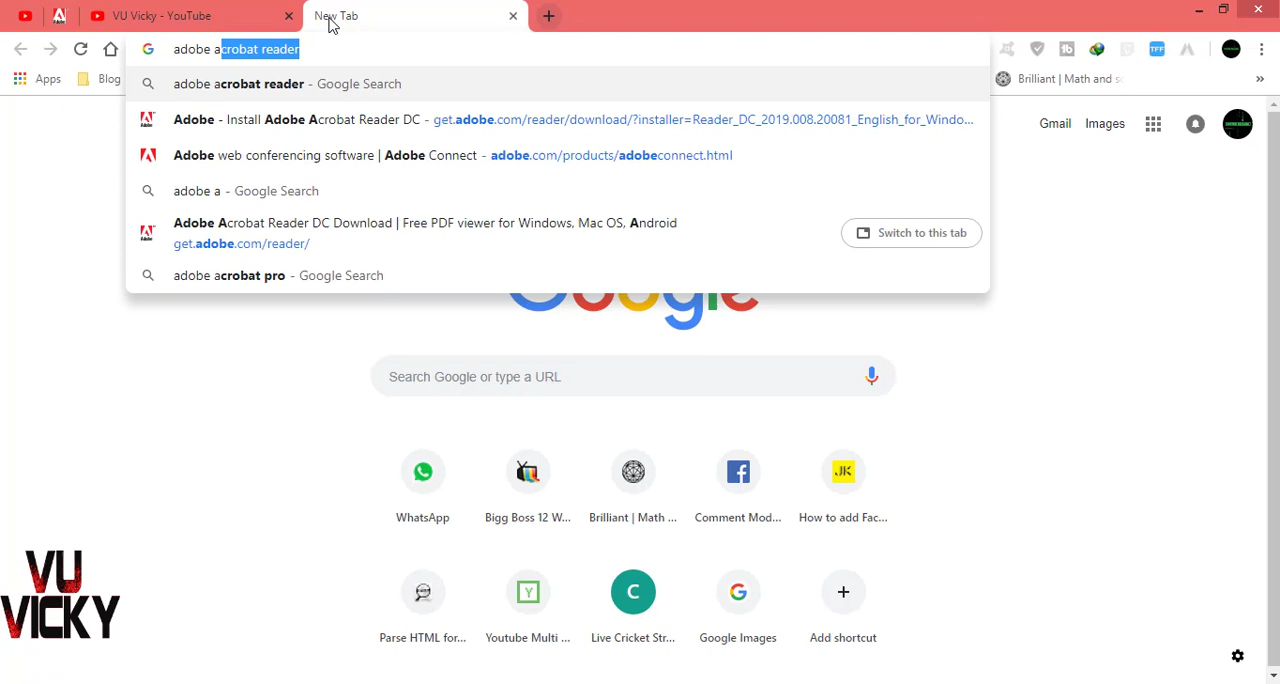 VU Vicky - YouTube
New Tab
adobe acrobat reader
Apps
Blog
Brilliant | Math and sc
adobe acrobat reader - Google Search
Adobe - Install Adobe Acrobat Reader DC - get.adobe.com/reader/download/?installer=Reader_DC_2019.008.20081_English_for_Windo...
Adobe web conferencing software | Adobe Connect - adobe.com/products/adobeconnect.html
adobe a - Google Search
Adobe Acrobat Reader DC Download | Free PDF viewer for Windows, Mac OS, Android
get.adobe.com/reader/
Switch to this tab
adobe acrobat pro - Google Search
Gmail Images
Google
Search Google or type a URL
WhatsApp
Bigg Boss 12 W...
Brilliant | Math ...
Comment Mod...
How to add Fac...
Parse HTML for...
Youtube Multi ...
Live Cricket Str...
Google Images
Add shortcut
VU
VICKY